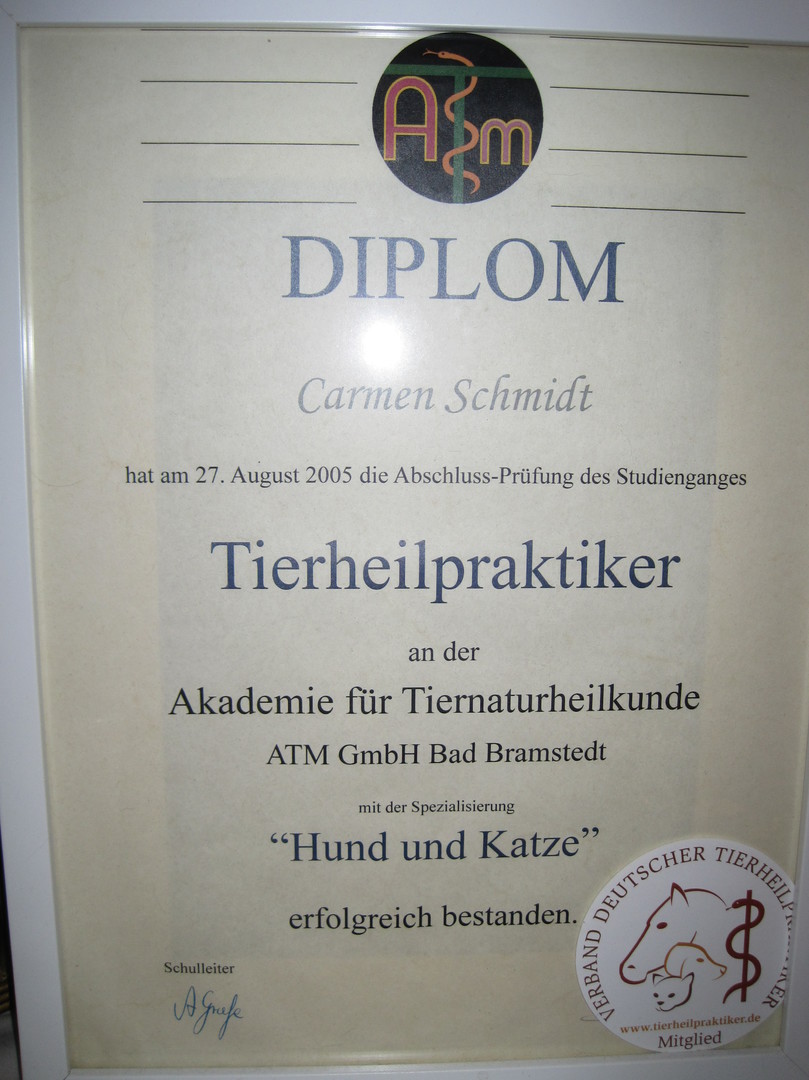 ATm
DIPLOM
Carmen Schmidt
hat am 27. August 2005 die Abschluss-Prüfung des Studienganges
Tierheilpraktiker
an der
Akademie für Tiernaturheilkunde
ATM GmbH Bad Bramstedt
mit der Spezialisierung
“Hund und Katze”
erfolgreich bestanden.
Schulleiter
VERBAND DEUTSCHER TIERHEILPRAKTIKER
www.tierheilpraktiker.de
Mitglied